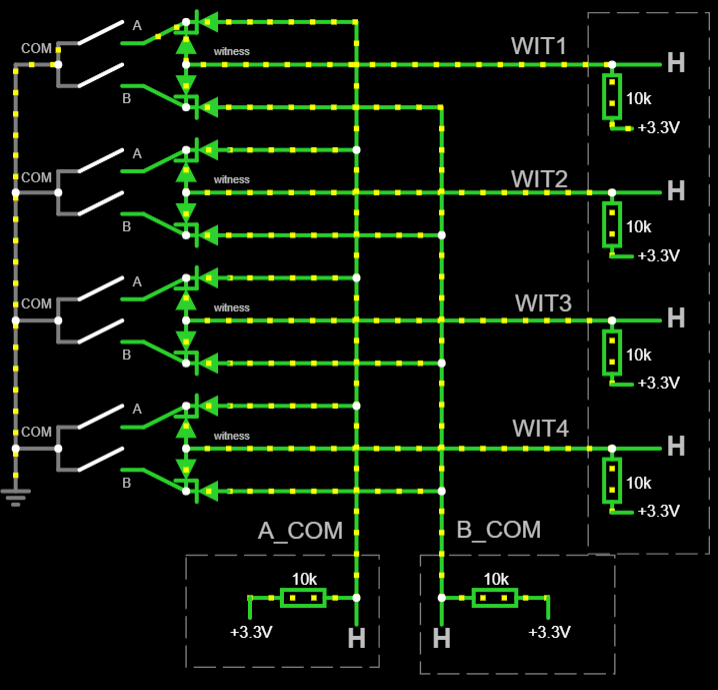 A
COM
witness
WIT1
H
B
10k
+3.3V
A
COM
witness
WIT2
H
B
10k
+3.3V
A
COM
witness
WIT3
H
B
10k
+3.3V
A
COM
witness
WIT4
H
B
10k
+3.3V
A_COM
B_COM
10k
10k
+3.3V
H
H
+3.3V